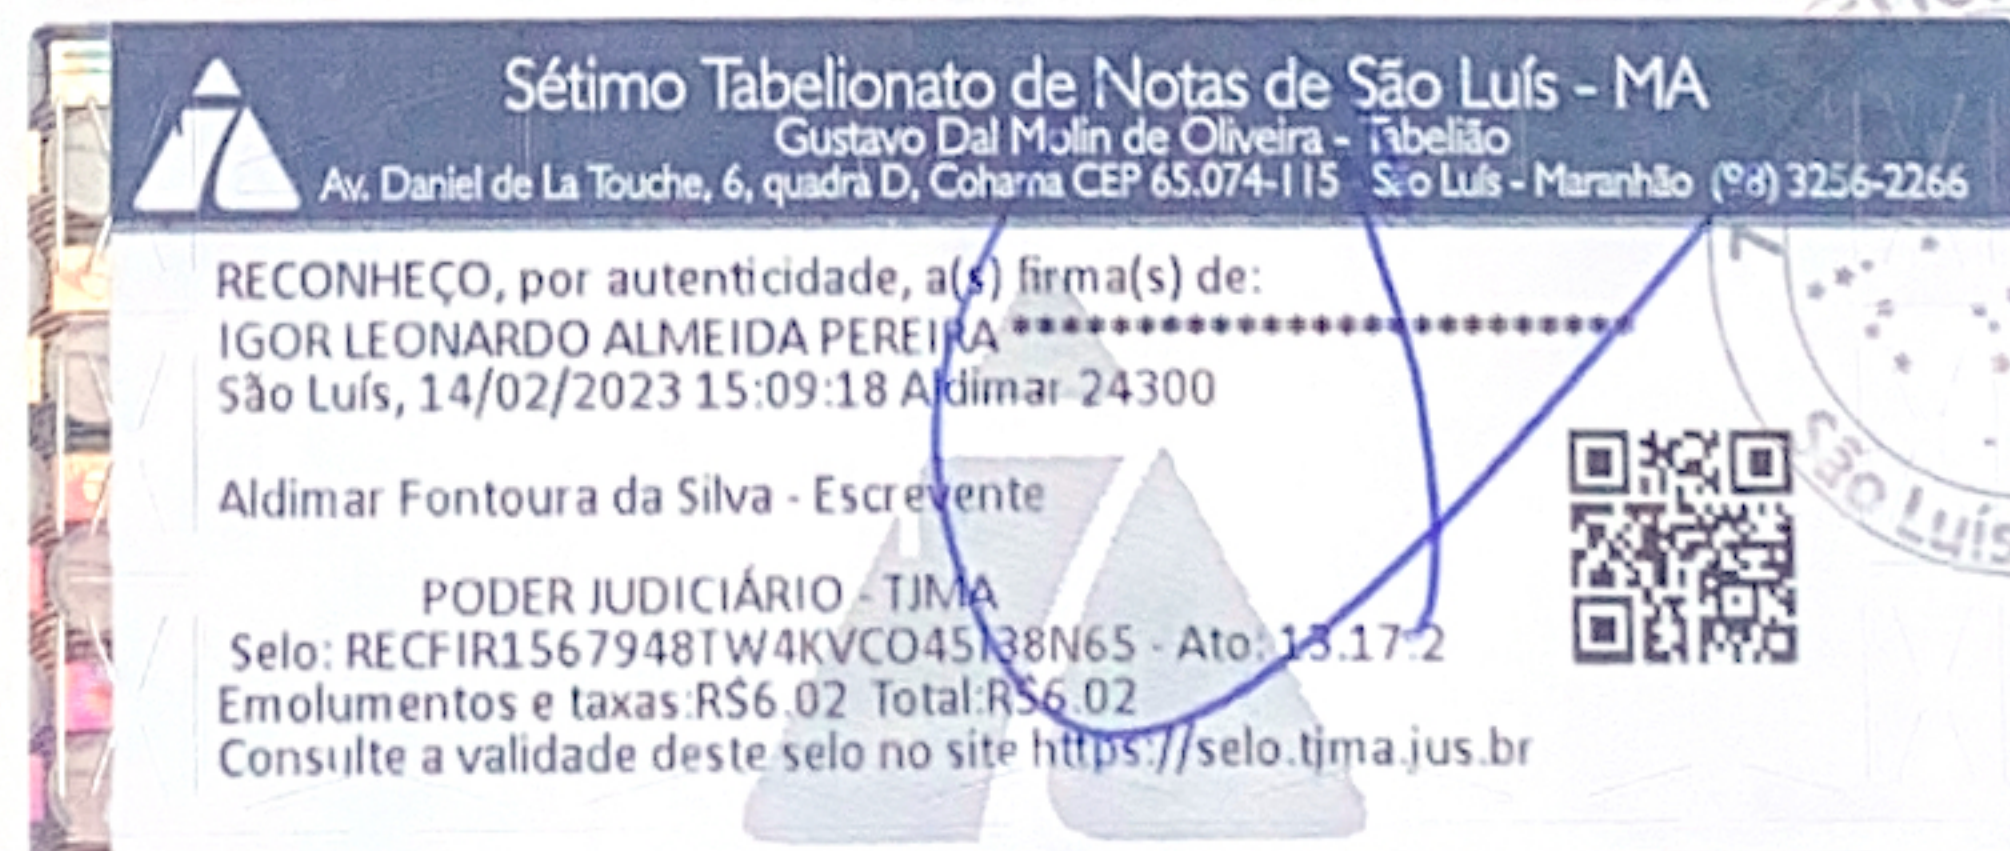 Sétimo Tabelionato de Notas de São Luís - MA
Gustavo Dal Molin de Oliveira - Tabelião
Av. Daniel de La Touche, 6, quadra D, Cohama CEP 65.074-115 São Luís - Maranhão (98) 3256-2266
7
RECONHEÇO, por autenticidade, a(s) firma(s) de:
IGOR LEONARDO ALMEIDA PEREIRA *************************
São Luís, 14/02/2023 15:09:18 Aldimar 24300
Aldimar Fontoura da Silva - Escrevente
PODER JUDICIÁRIO - TJMA
Selo: - Ato: 13.17.2
Emolumentos e taxas:R$6.02 Total:R$6.02
Consulte a validade deste selo no site https://selo.tjma.jus.br
São Luís